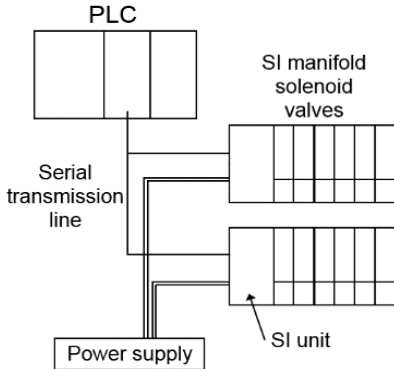 PLC
SI manifold
solenoid
valves
Serial
transmission
line
SI unit
Power supply